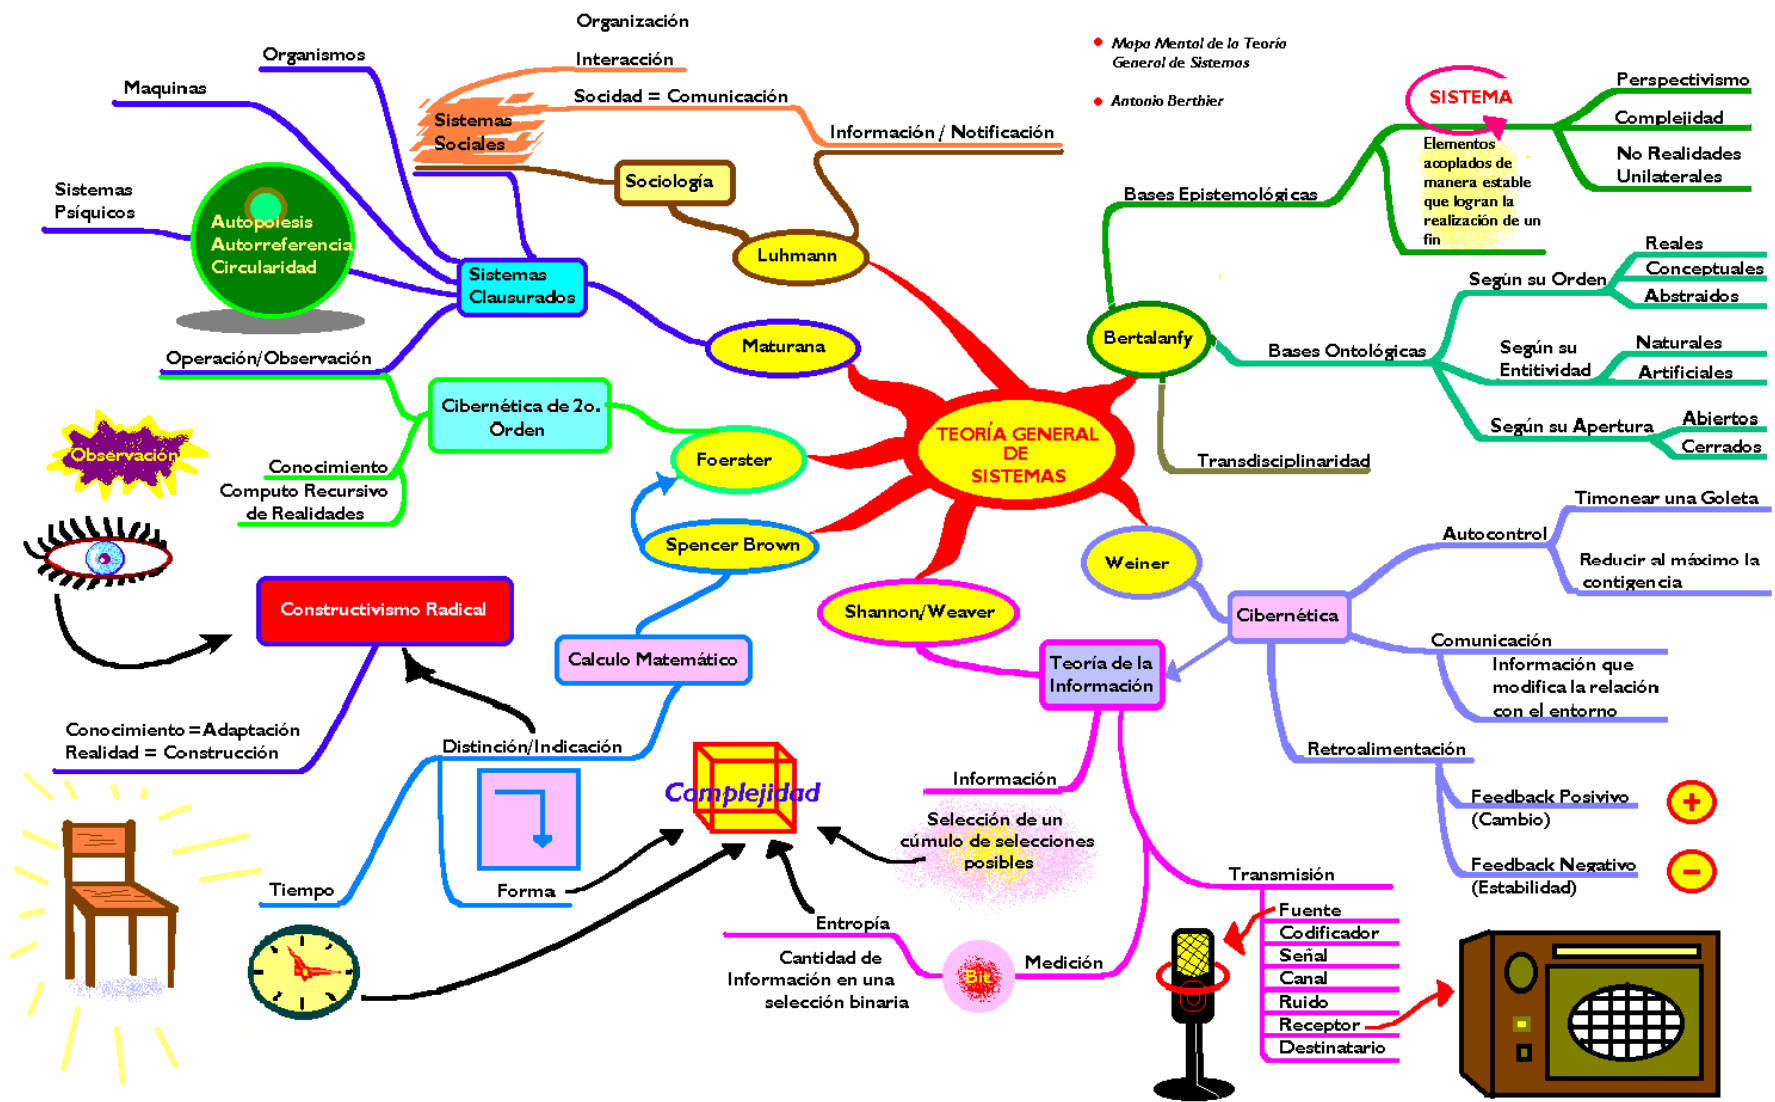 Organización
Interacción
Socidad = Comunicación
Información / Notificación
Sistemas
Sociales
Sociología
Luhmann
Organismos
Maquinas
Sistemas
Psíquicos
Autopoiesis
Autorreferencia
Circularidad
Sistemas
Clausurados
Maturana
Operación/Observación
Cibernética de 2o.
Orden
Foerster
Conocimiento
Computo Recursivo
de Realidades
Observación
Spencer Brown
Constructivismo Radical
Calculo Matemático
Conocimiento =Adaptación
Realidad = Construcción
Distinción/Indicación
Tiempo
Forma
Complejidad
TEORÍA GENERAL
DE
SISTEMAS
• Mapa Mental de la Teoría
General de Sistemas
• Antonio Berthier
SISTEMA
Elementos
acoplados de
manera estable
que logran la
realización de un
fin
Perspectivismo
Complejidad
No Realidades
Unilaterales
Bases Epistemológicas
Bertalanfy
Bases Ontológicas
Según su Orden
Reales
Conceptuales
Abstraidos
Según su
Entitividad
Naturales
Artificiales
Según su Apertura
Abiertos
Cerrados
Transdisciplinaridad
Weiner
Cibernética
Autocontrol
Timonear una Goleta
Reducir al máximo la
contigencia
Comunicación
Información que
modifica la relación
con el entorno
Retroalimentación
Feedback Posivivo
(Cambio)
+
Feedback Negativo
(Estabilidad)
−
Shannon/Weaver
Teoría de la
Información
Información
Selección de un
cúmulo de selecciones
posibles
Entropía
Cantidad de
Información en una
selección binaria
Bit
Medición
Transmisión
Fuente
Codificador
Señal
Canal
Ruido
Receptor
Destinatario